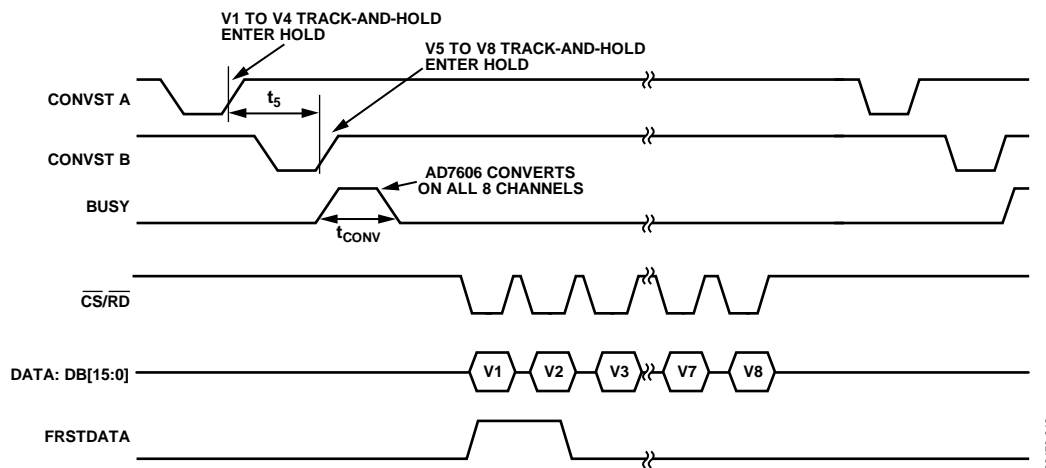 V1 TO V4 TRACK-AND-HOLD
ENTER HOLD
V5 TO V8 TRACK-AND-HOLD
ENTER HOLD
CONVST A
t5
CONVST B
AD7606 CONVERTS
ON ALL 8 CHANNELS
BUSY
tCONV
CS/RD
DATA: DB[15:0]
V1
V2
V3
V7
V8
FRSTDATA